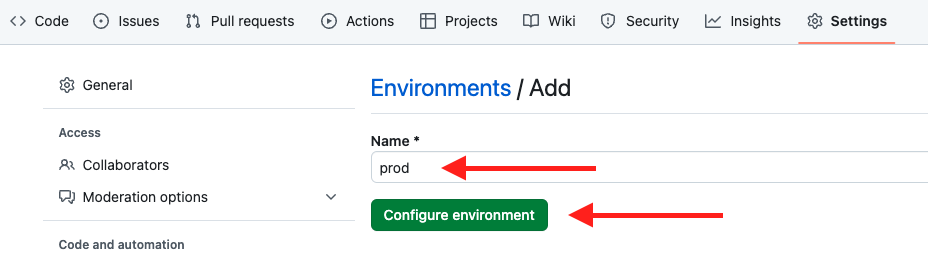 Code Issues Pull requests Actions Projects Wiki Security Insights Settings
General
Access
Collaborators
Moderation options
Code and automation
Environments / Add
Name *
prod
Configure environment